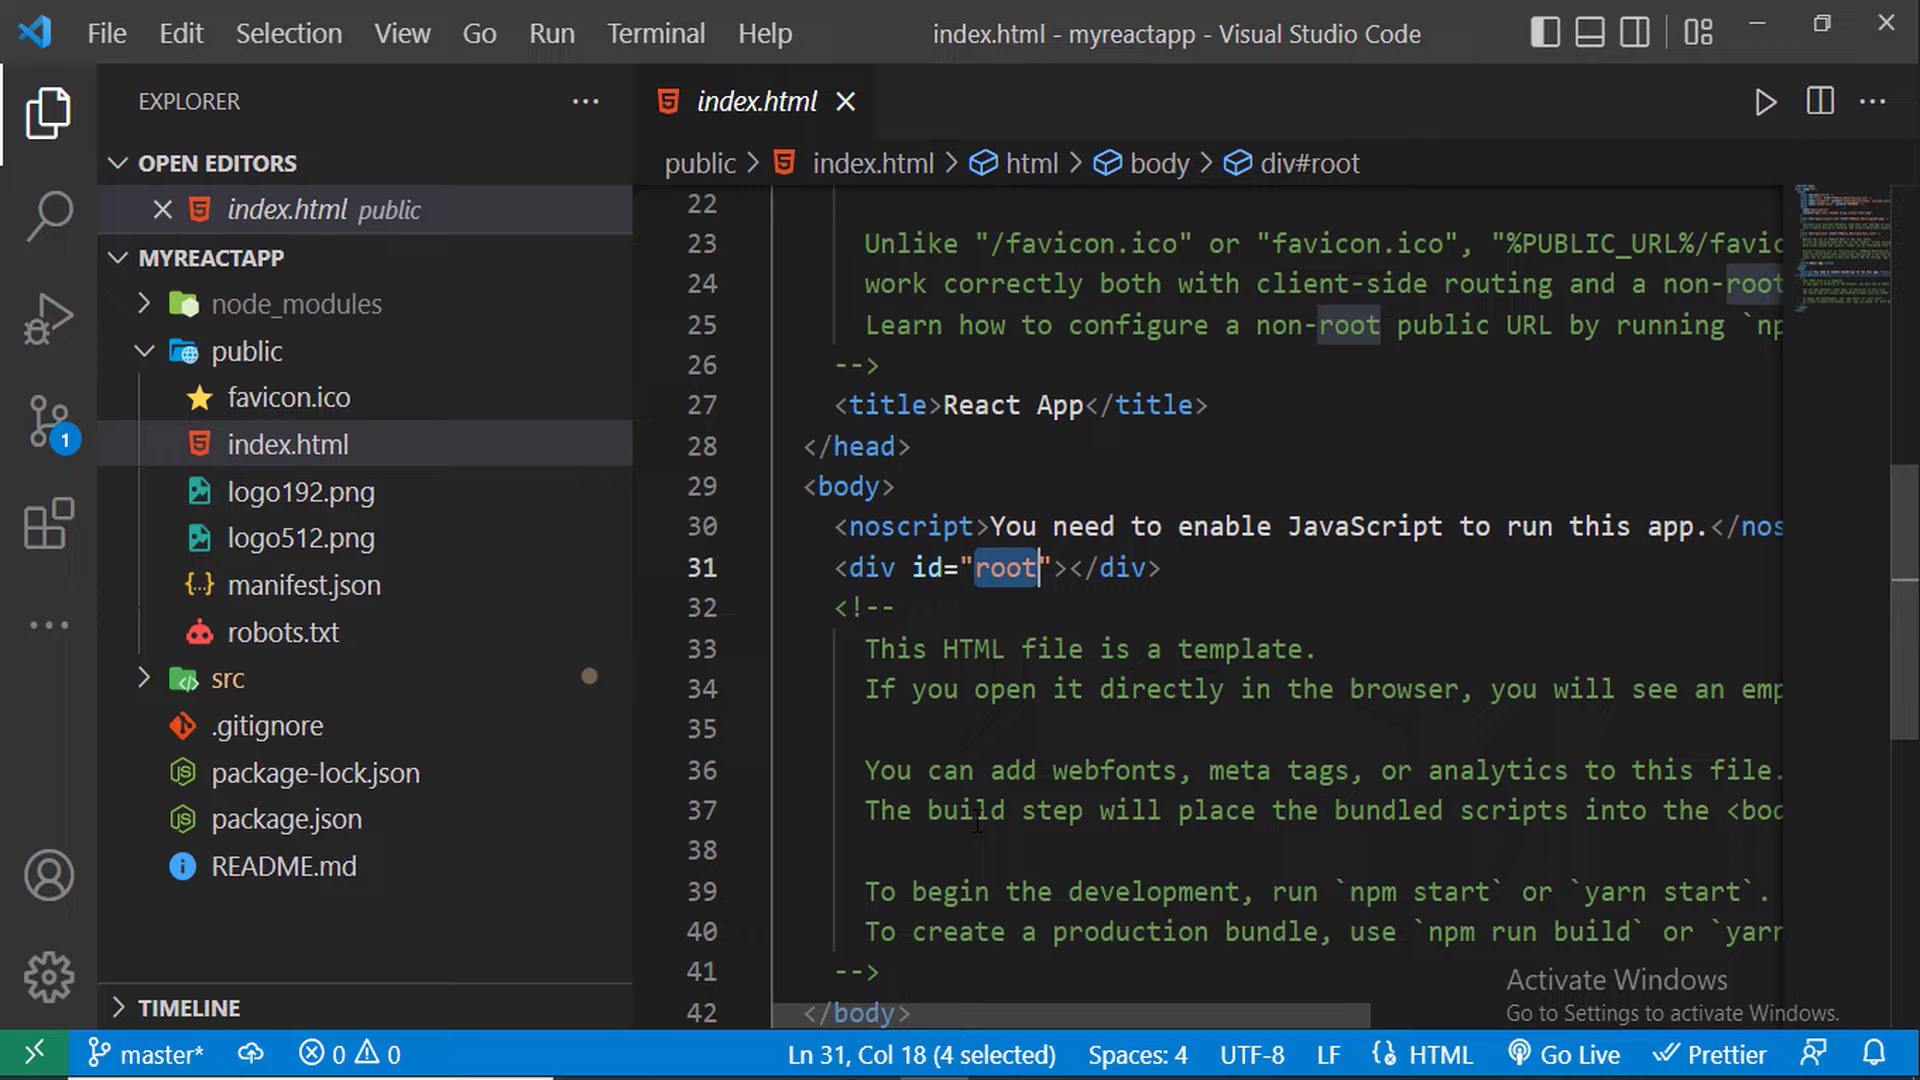 File Edit Selection View Go Run Terminal Help
index.html - myreactapp - Visual Studio Code
EXPLORER
OPEN EDITORS
index.html public
MYREACTAPP
node_modules
public
favicon.ico
index.html
logo192.png
logo512.png
manifest.json
robots.txt
src
.gitignore
package-lock.json
package.json
README.md
TIMELINE
1
index.html
public > index.html > html > body > div#root
22
23 Unlike "/favicon.ico" or "favicon.ico", "%PUBLIC_URL%/favic
24 work correctly both with client-side routing and a non-root
25 Learn how to configure a non-root public URL by running `np
26 -->
27 <title>React App</title>
28 </head>
29 <body>
30 <noscript>You need to enable JavaScript to run this app.</nos
31 <div id="root"></div>
32 <!--
33 This HTML file is a template.
34 If you open it directly in the browser, you will see an emp
35
36 You can add webfonts, meta tags, or analytics to this file.
37 The build step will place the bundled scripts into the <bod
38
39 To begin the development, run `npm start` or `yarn start`.
40 To create a production bundle, use `npm run build` or `yarn
41 -->
42 </body>
Activate Windows
Go to Settings to activate Windows.
master* 0 0 Ln 31, Col 18 (4 selected) Spaces: 4 UTF-8 LF HTML Go Live Prettier